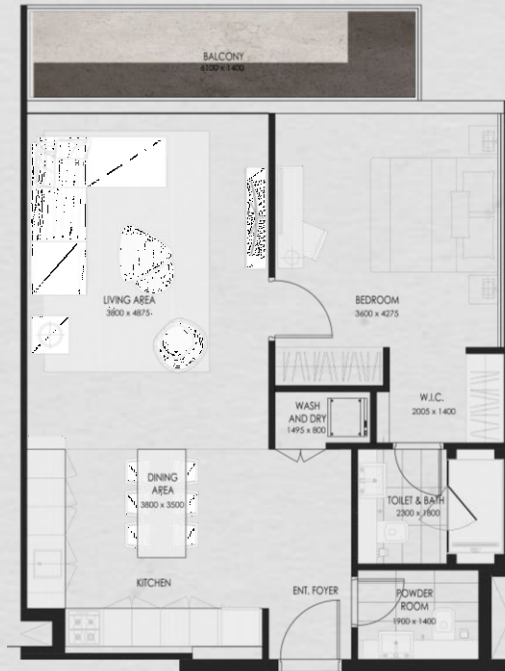 BALCONY
6100 x 1400
LIVING AREA
3800 x 4875
BEDROOM
3600 x 4275
W.I.C.
2005 x 1400
WASH
AND DRY
1495 x 800
DINING
AREA
3800 x 3500
TOILET & BATH
2300 x 1800
KITCHEN
ENT. FOYER
POWDER
ROOM
1900 x 1400